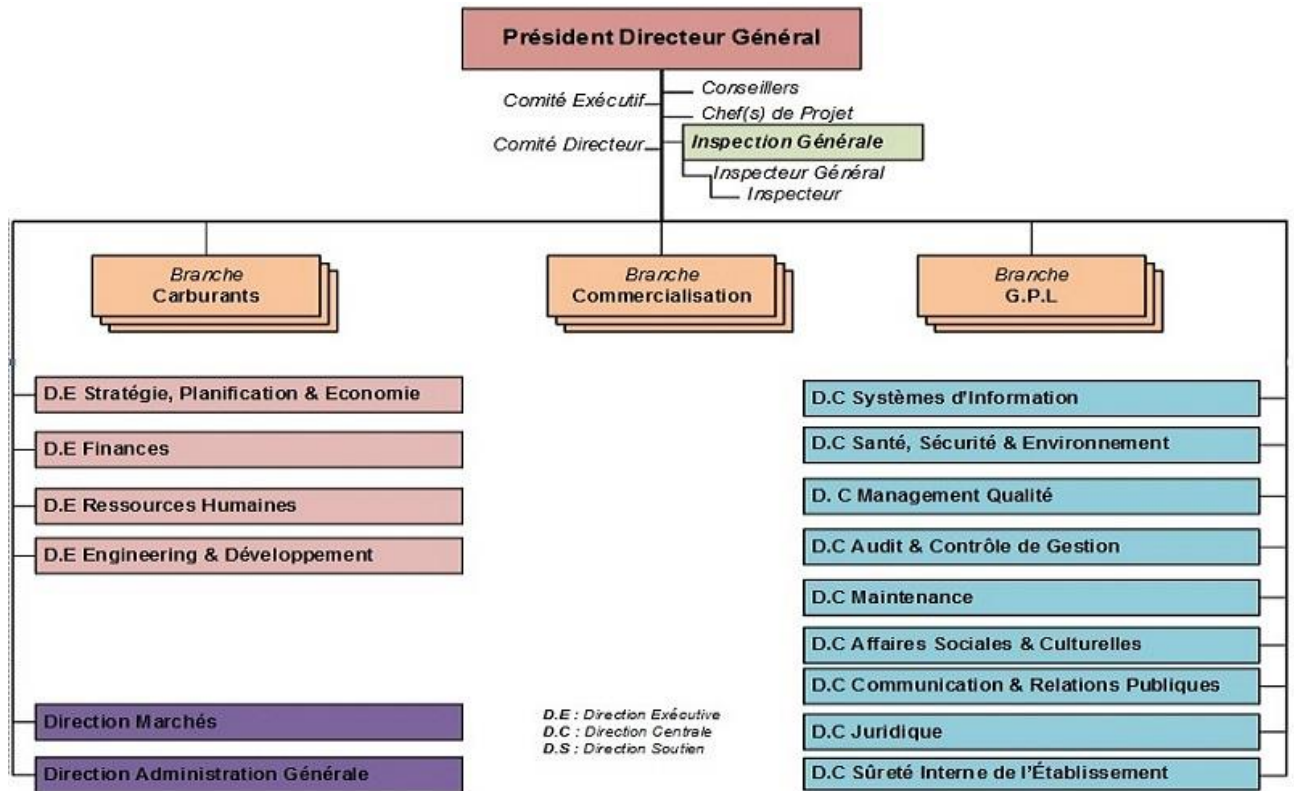 Président Directeur Général
Conseillers
Comité Exécutif
Chef(s) de Projet
Comité Directeur
Inspection Générale
Inspecteur Général
Inspecteur
Branche
Carburants
Branche
Commercialisation
Branche
G.P.L
D.E Stratégie, Planification & Economie
D.E Finances
D.E Ressources Humaines
D.E Engineering & Développement
Direction Marchés
Direction Administration Générale
D.E : Direction Exécutive
D.C : Direction Centrale
D.S : Direction Soutien
D.C Systèmes d'Information
D.C Santé, Sécurité & Environnement
D. C Management Qualité
D.C Audit & Contrôle de Gestion
D.C Maintenance
D.C Affaires Sociales & Culturelles
D.C Communication & Relations Publiques
D.C Juridique
D.C Sûreté Interne de l'Établissement